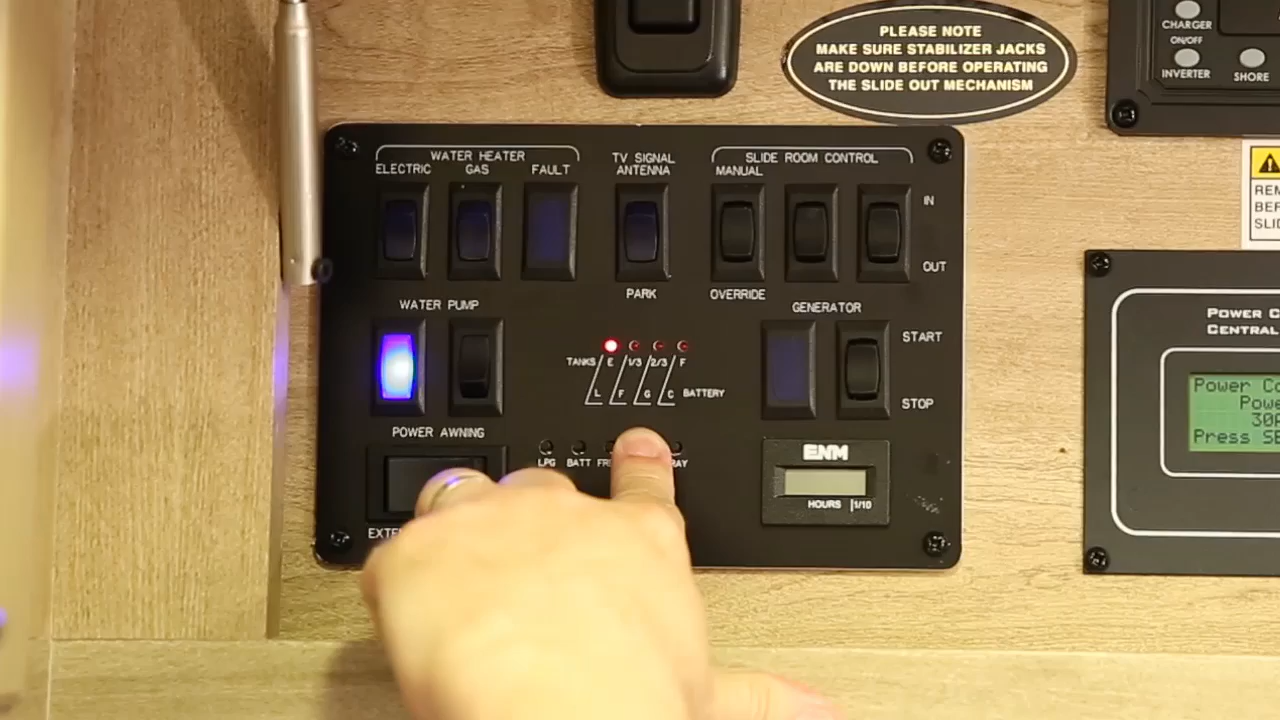 PLEASE NOTE
MAKE SURE STABILIZER JACKS
ARE DOWN BEFORE OPERATING
THE SLIDE OUT MECHANISM
CHARGER
ON/OFF
INVERTER
SHORE
WATER HEATER
ELECTRIC GAS FAULT
TV SIGNAL
ANTENNA
PARK
SLIDE ROOM CONTROL
MANUAL
OVERRIDE
IN
OUT
WATER PUMP
TANKS E 1/3 2/3 F
L F G C BATTERY
GENERATOR
START
STOP
POWER AWNING
LPG BATT
ENM
HOURS 1/10
POWER
CENTRAL
Power
30A
Press